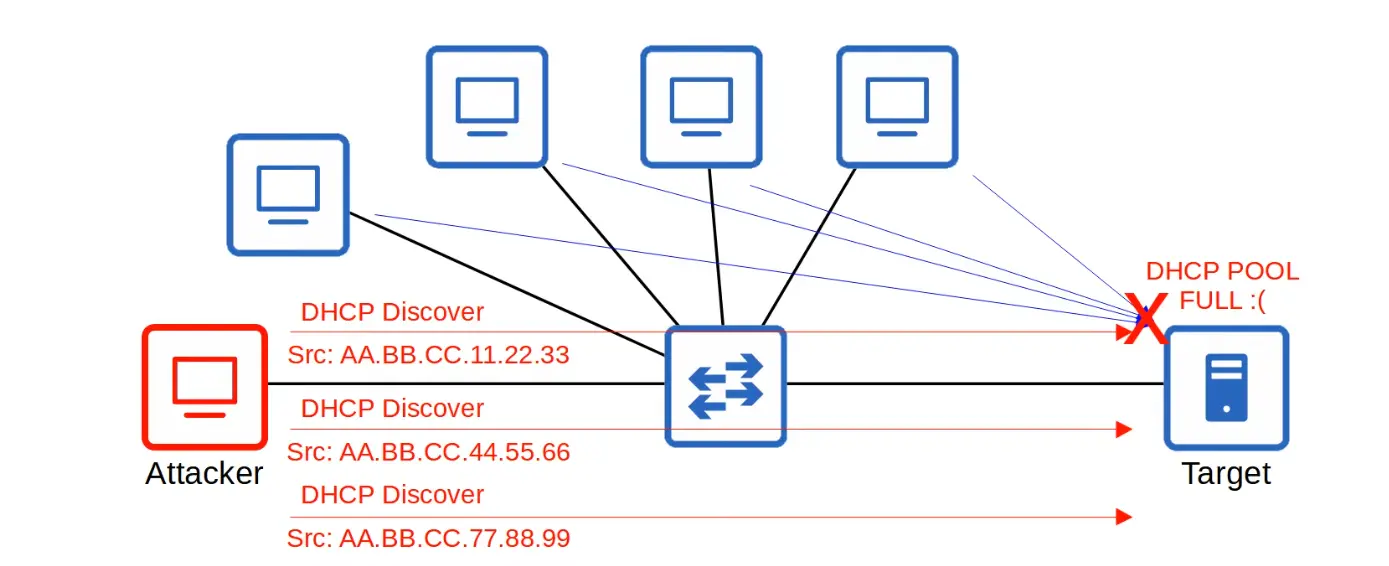 DHCP POOL
FULL :(
DHCP Discover
Src: AA.BB.CC.11.22.33
DHCP Discover
Src: AA.BB.CC.44.55.66
Attacker
Target
DHCP Discover
Src: AA.BB.CC.77.88.99